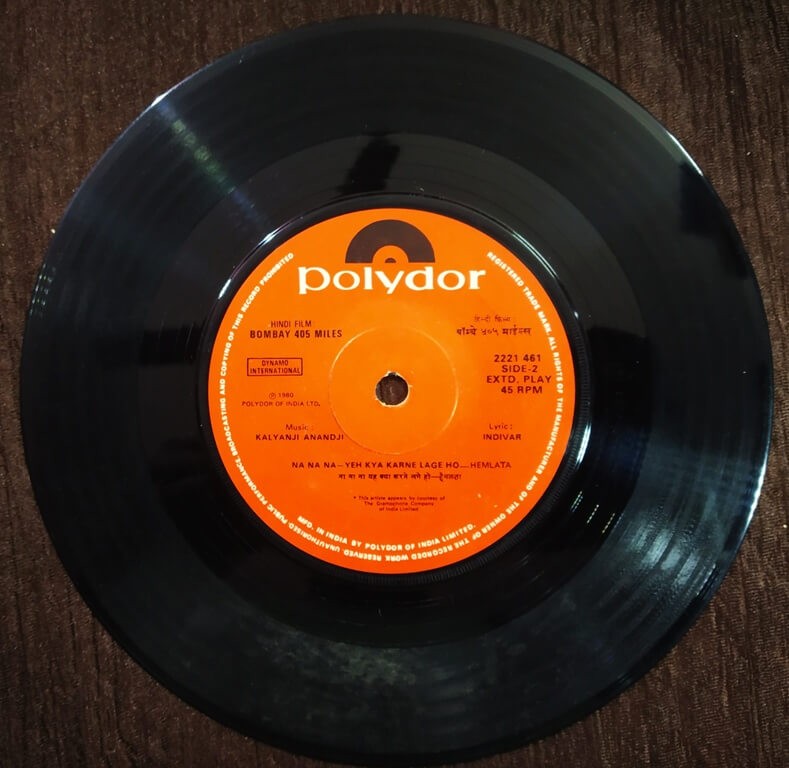 polydor
HINDI FILM:
BOMBAY 405 MILES
हिन्दी फिल्म:
बॉम्बे ४०५ माईल्स
DYNAMO
INTERNATIONAL
2221 461
SIDE-2
EXTD. PLAY
45 RPM
℗ 1980
POLYDOR OF INDIA LTD.
Music:
KALYANJI ANANDJI
Lyric:
INDIVAR
NA NA NA—YEH KYA KARNE LAGE HO—HEMLATA
ना ना ना यह क्या करने लगे हो—हेमलता
* This article appears by courtesy of
The Gramophone Company
of India Limited
REGISTERED TRADE MARK. ALL RIGHTS OF THE MANUFACTURER AND OF THE OWNER OF THE RECORDED WORK RESERVED. UNAUTHORISED PUBLIC PERFORMANCE, BROADCASTING AND COPYING OF THIS RECORD PROHIBITED
MFD. IN INDIA BY POLYDOR OF INDIA LIMITED.